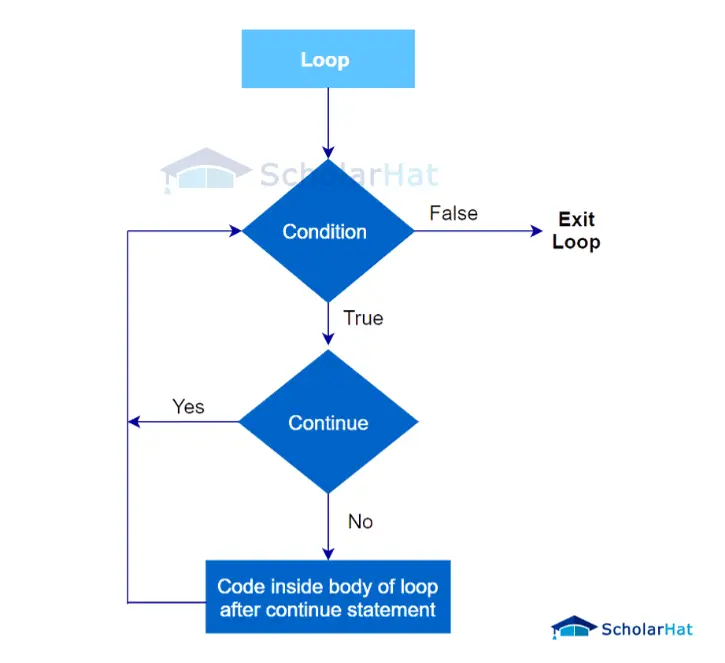 Loop
ScholarHat
Condition
False
Exit
Loop
True
Yes
Continue
No
Code inside body of loop
after continue statement
ScholarHat